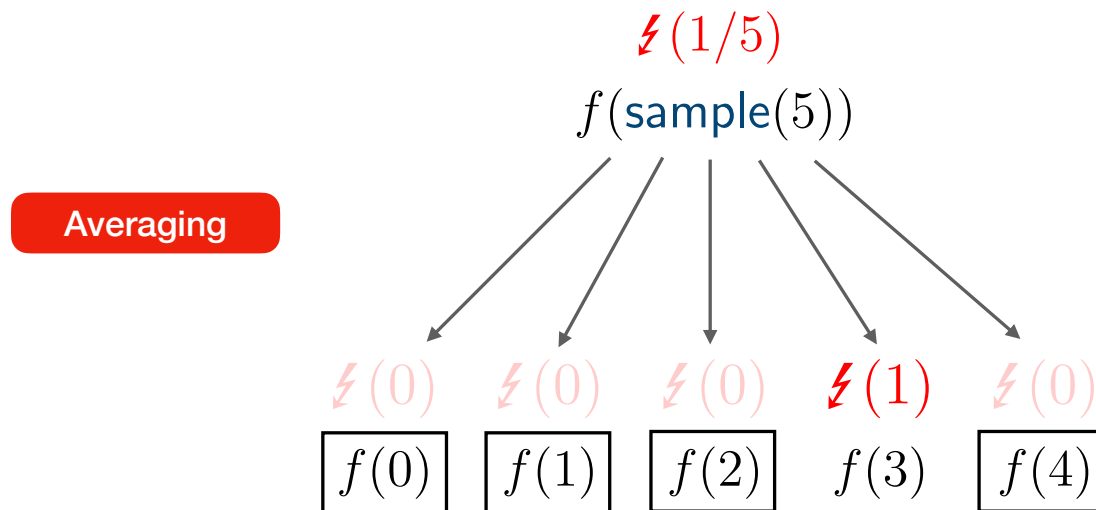 ↯(1/5)
f(sample(5))
Averaging
↯(0) ↯(0) ↯(0) ↯(1) ↯(0)
f(0) f(1) f(2) f(3) f(4)